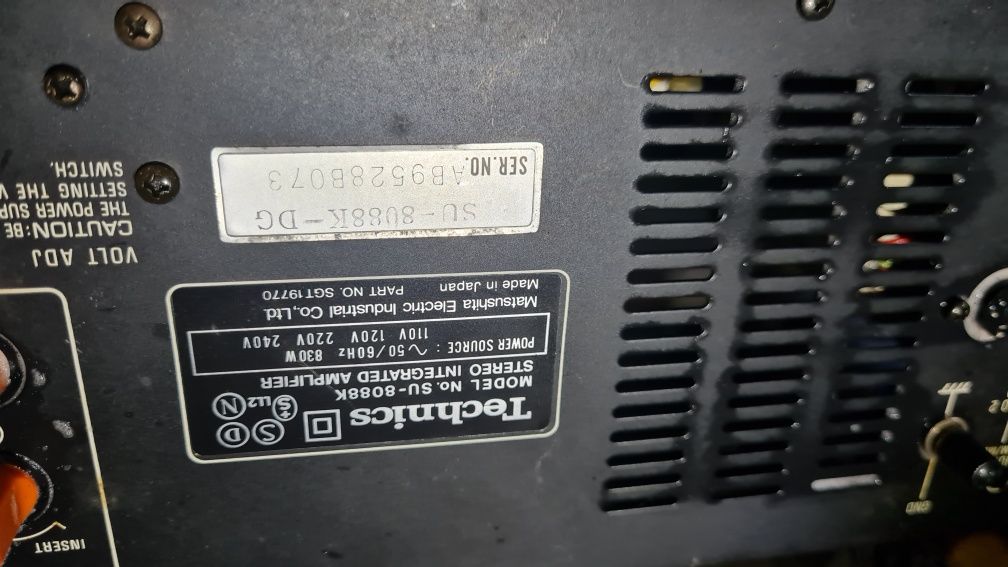 Technics
MODEL No. SU-8088K
STEREO INTEGRATED AMPLIFIER
POWER SOURCE : ∿ 50/60Hz 830W
110V 120V 220V 240V
Matsushita Electric Industrial Co., Ltd.
Made in Japan PART NO. SGT19770
S D
LL2 N
SU-8088K-DG
SER.NO. AB9528B073
VOLT ADJ
CAUTION: BE
THE POWER
SETTING THE
SWITCH.
INSERT
GND